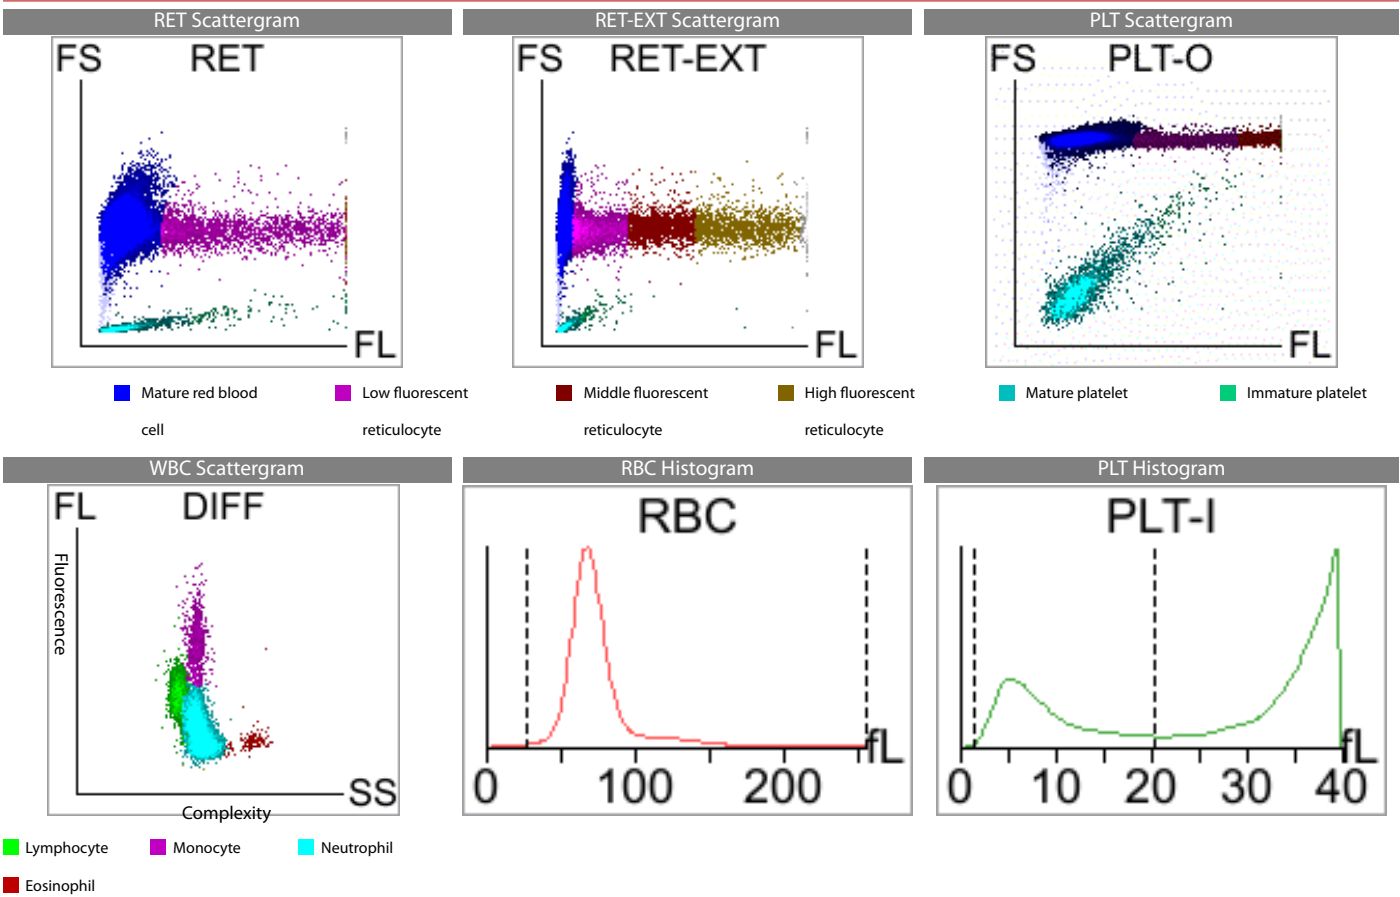 RET Scattergram
RET-EXT Scattergram
PLT Scattergram
FS RET
FL
FS RET-EXT
FL
FS PLT-O
FL
Mature red blood
cell
Low fluorescent
reticulocyte
Middle fluorescent
reticulocyte
High fluorescent
reticulocyte
Mature platelet
Immature platelet
WBC Scattergram
RBC Histogram
PLT Histogram
FL DIFF
Fluorescence
SS
Complexity
RBC
fL
0 100 200
PLT-I
fL
0 10 20 30 40
Lymphocyte
Monocyte
Neutrophil
Eosinophil